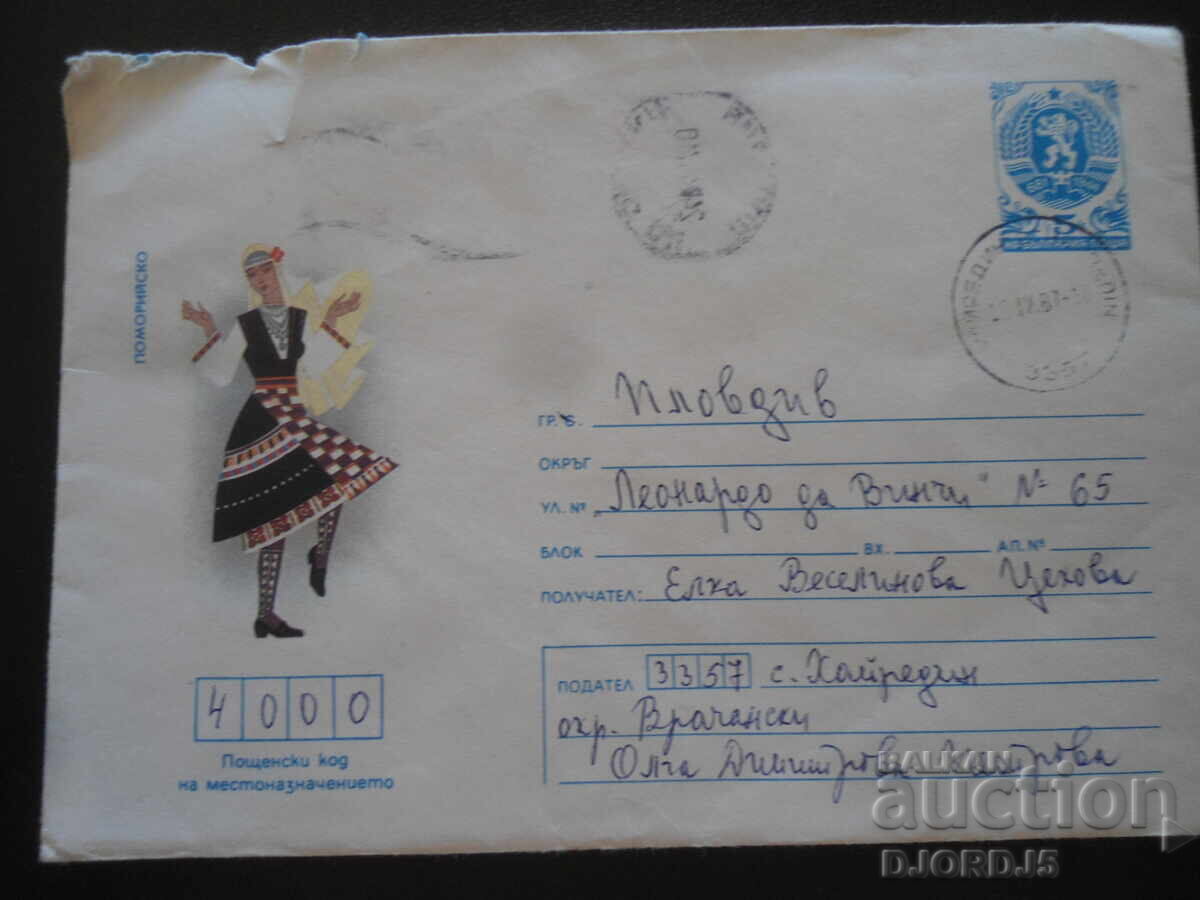 ПОМОРИЙСКО
ГР. С. Пловдив
ОКРЪГ
УЛ. № „Леонардо да Винчи" № 65
БЛОК ВХ. АП. №
ПОЛУЧАТЕЛ: Елка Веселинова Цекова
ПОДАТЕЛ 3357 с. Хайредин
окр. Врачански
Олга Димитрова
4000
Пощенски код
на местоназначението
BALKAN
auction
DJORDJ5